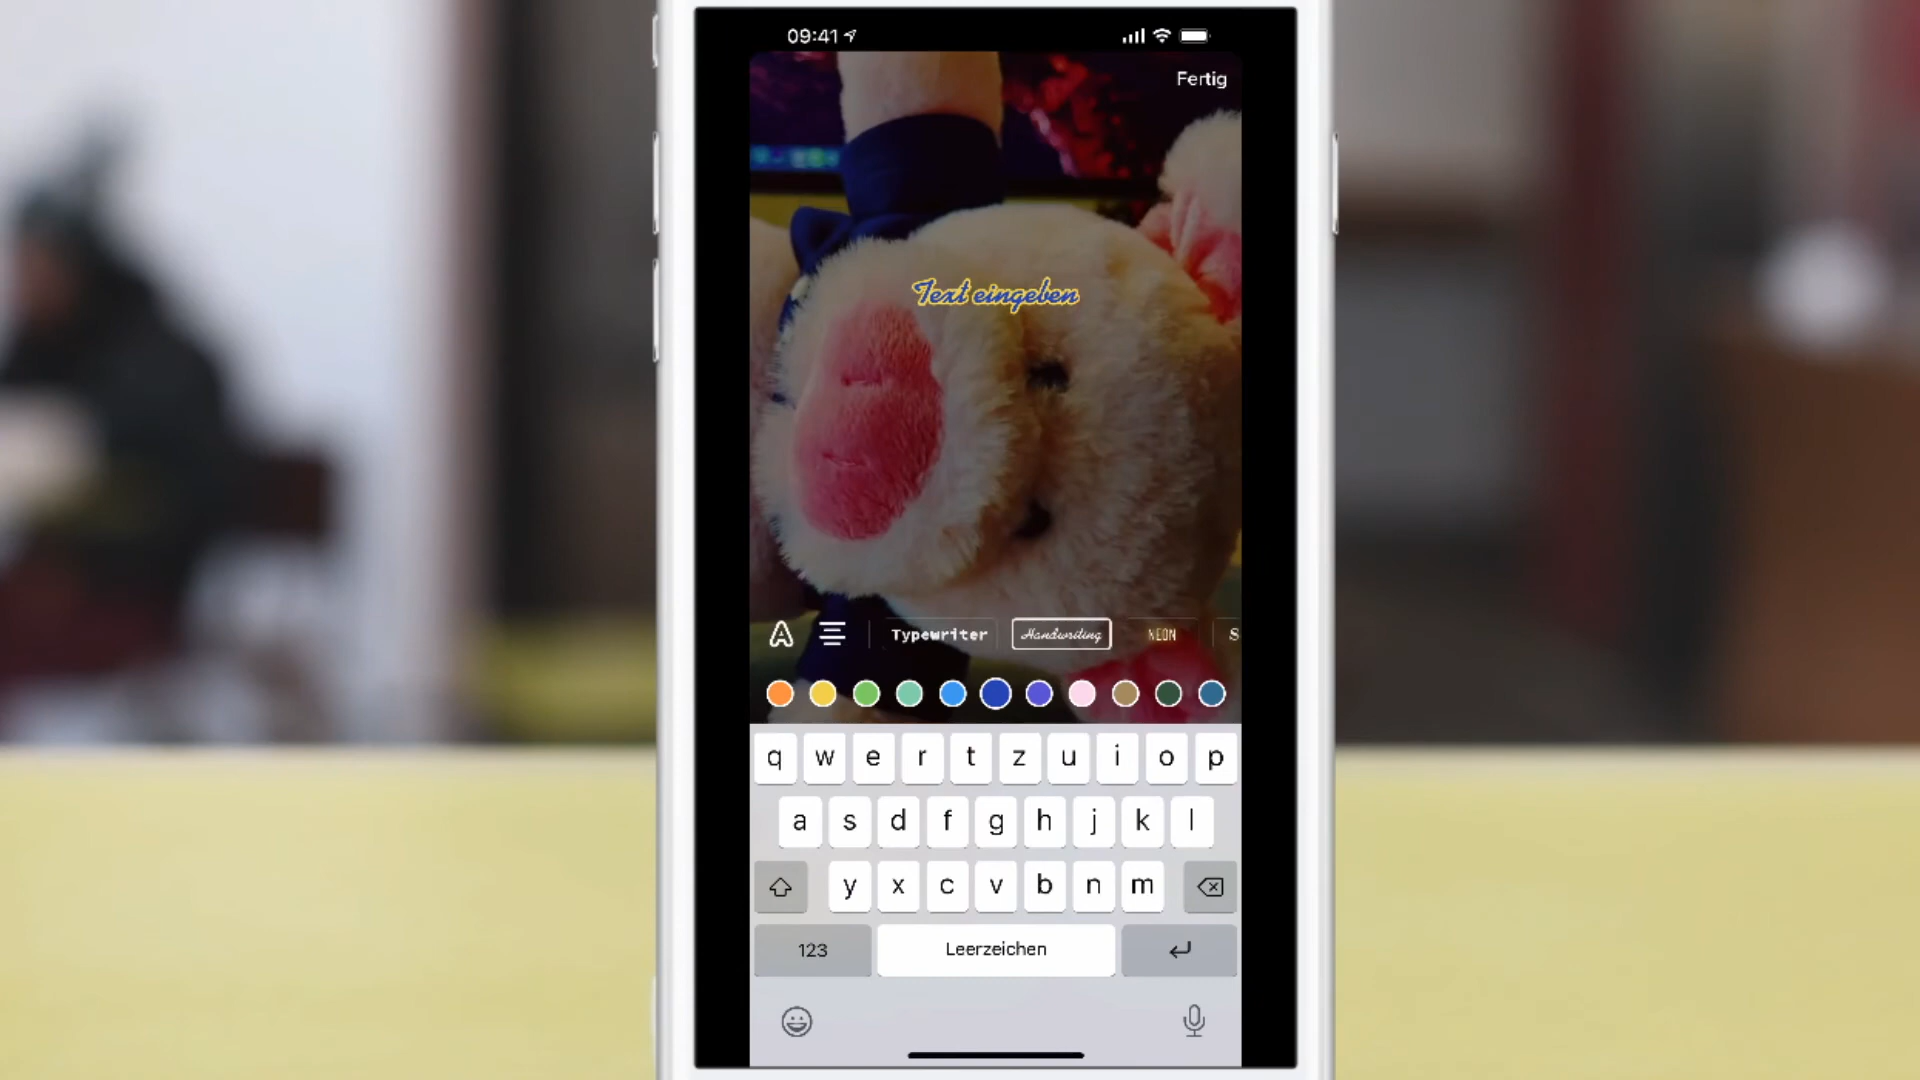 09:41
Fertig
Text eingeben
A Typewriter Handwriting NEON S
q w e r t z u i o p
a s d f g h j k l
y x c v b n m
123 Leerzeichen